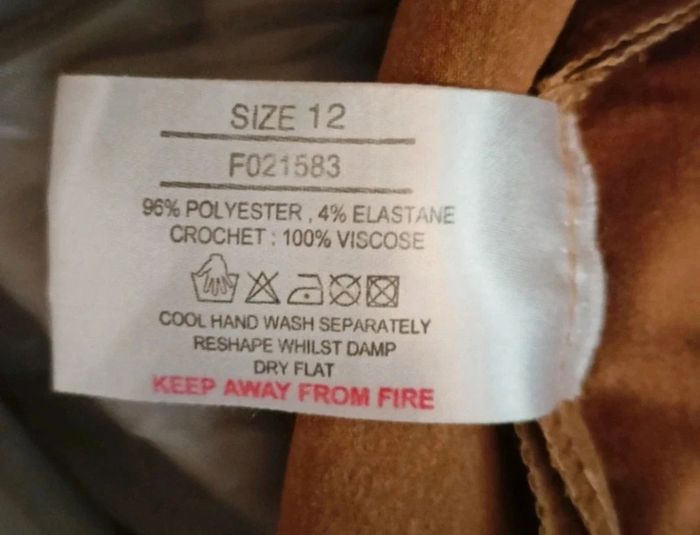 SIZE 12
F021583
96% POLYESTER , 4% ELASTANE
CROCHET : 100% VISCOSE
COOL HAND WASH SEPARATELY
RESHAPE WHILST DAMP
DRY FLAT
KEEP AWAY FROM FIRE